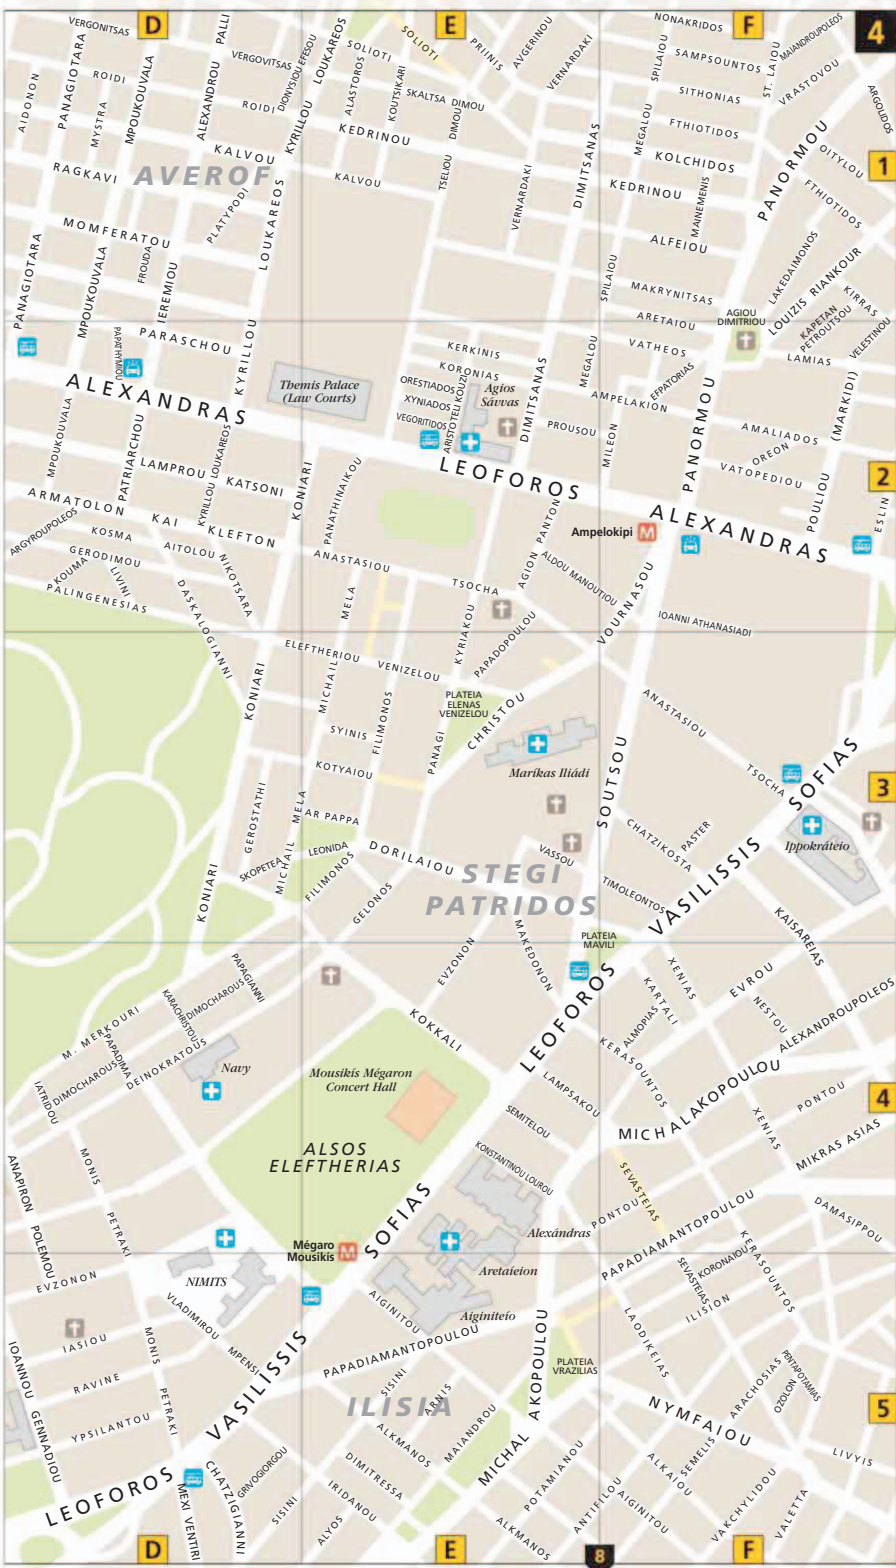 D
E
F
4
VERGONITSAS
PANAGIOTARA
ROIDI
AIDONON
MYSTRA
MPOUKOUVALA
ALEXANDROU PALLI
VERGOVITSAS
ROIDI
DIONYSIOU EFESOU
KYRILLOU LOUKAREOS
SOLIOTI
SOLIOTI
ALASTOROS
KOUTSIKARI
SKALTSA DIMOU
DIMOU
TSELIOU
PRIINIS
AVGERINOU
VERNARDAKI
NONAKRIDOS
SPILAIOU
SAMPSOUNTOS
ST. LAIOU
MAIANDROUPOLEOS
VRASTOVOU
ARGOLIDOS
SITHONIAS
MEGALOU
FTHIOTIDOS
KOLCHIDOS
PANORMOU
OITYLOU
FTHIOTIDOS
1
KEDRINOU
KALVOU
KALVOU
AVEROF
RAGKAVI
PLATYPODI
LOUKAREOS
MOMFERATOU
FROUDA
IEREMIOU
VERNARDAKI
DIMITSANAS
KEDRINOU
MAINEMENIS
ALFEIOU
LAKEDAIMONOS
LOUIZIS RIANKOUR
SPILAIOU
MAKRYNITSAS
ARETAIOU
AGIOU
DIMITRIOU
KIRRAS
KAPETAN
PETROUTSOU
VELESTINOU
PANAGIOTARA
MPOUKOUVALA
PAPATHYMIOU
PARASCHOU
KYRILLOU
ALEXANDRAS
Themis Palace
(Law Courts)
KERKINIS
KORONIAS
ORESTIADOS
XYNIADOS
VEGORITIDOS
ARISTOTELI KOUZI
Agios
Sávvas
DIMITSANAS
MEGALOU
VATHEOS
EFPATORIAS
LAMIAS
AMPELAKION
PROUSOU
MILEON
PANORMOU
AMALIADOS
OREON
VATOPEDIOU
(MARKIDI)
POULIOU
ESLIN
2
MPOUKOUVALA
PATRIARCHOU
LAMPROU KATSONI
KYRILLOU LOUKAREOS
KONIARI
PANATHINAIKOU
LEOFOROS
ALEXANDRAS
Ampelokipi
M
ARMATOLON KAI KLEFTON
ARGYROUPOLEOS
KOSMA
AITOLOU
GERODIMOU
KOUMA
LIVINI
NIKOTSARA
PALINGENESIAS
DASKALOGIANNI
ANASTASIOU
TSOCHA
AGION PANTON
ALDOU MANOUTIOU
VOURNASOU
IOANNI ATHANASIADI
MELA
KYRIAKOU
PAPADOPOULOU
ELEFTHERIOU VENIZELOU
KONIARI
MICHAIL
FILIMONOS
PLATEIA
ELENAS
VENIZELOU
CHRISTOU
PANAGI
ANASTASIOU
TSOCHA
SYINIS
KOTYAIOU
Maríkas Iliádi
SOUTSOU
SOFIAS
3
GEROSTATHI
MICHAIL MELA
AR PAPPA
LEONIDA
SKOPETEA
FILIMONOS
DORILAIOU
GELONOS
KONIARI
VASSOU
CHATZIKOSTA
PASTER
TIMOLEONTOS
Ippokráteio
STEGI
PATRIDOS
VASILISSIS
KAISAREIAS
PLATEIA
MAVILI
MAKEDONON
EVZONON
LEOFOROS
XENIAS
KARTALI
ALMOPIAS
EVROU
NESTOU
ALEXANDROUPOLEOS
KERASOUNTOS
PAPAGIANNI
DIMOCHAROUS
KARACHRISTOU
M. MERKOURI
PAPADIMA
DEINOKRATOUS
DIMOCHAROUS
IATRIDOU
Navy
KOKKALI
Mousikís Mégaron
Concert Hall
LAMPSAKOU
SEMITELOU
MICHALAKOPOULOU
XENIAS
PONTOU
MIKRAS ASIAS
4
ALSOS
ELEFTHERIAS
KONSTANTINOU LOUROU
SEVASTEIAS
PONTOU
PAPADIAMANTOPOULOU
DAMASIPPOU
ANAPIRON POLEMOU
MONIS PETRAKI
Mégaro
Mousikís
M
SOFIAS
Alexándras
Aretaíeion
Aiginiteío
KORONAIOU
SEVASTEIAS
KERASOUNTOS
ILISION
EVZONON
NIMITS
VLADIMIROU
MPENSI
AIGINITOU
PAPADIAMANTOPOULOU
AKOPOULOU
LAODIKEIAS
IASIOU
MONIS PETRAKI
VASILISSIS
IOANNOU GENNADIOU
RAVINE
YPSILANTOU
SISINI
ARNIS
ILISIA
PLATEIA
VRAZILIAS
NYMFAIOU
ARACHOSIAS
OZOLON
PENTAPOTAMIAS
5
ALKMANOS
MAIANDROU
MICHAL
DIMITRESSA
IRIDANOU
ALYOS
SISINI
GRIVOGIORGOU
CHATZIGIANNI
MEXI VENTIRI
LEOFOROS
POTAMIANOU
ANTIFILOU
AIGINITOU
ALKAIOU
SEMELIS
VAKCHYLIDOU
VALETTA
LIVYIS
ALKMANOS
D
E
8
F